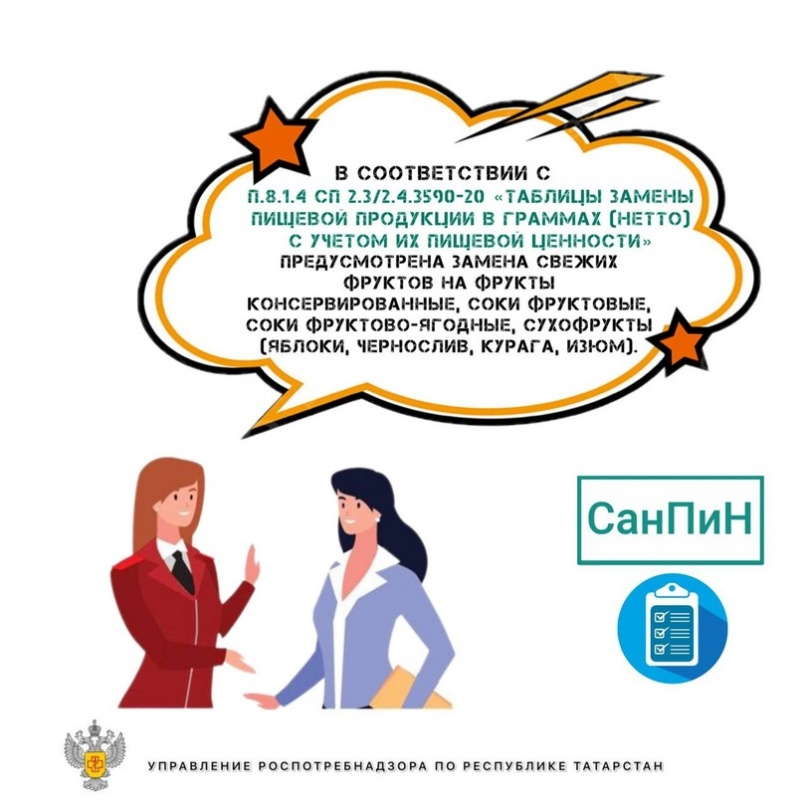 В СООТВЕТСТВИИ С
П.8.1.4 СП 2.3/2.4.3590-20 «ТАБЛИЦЫ ЗАМЕНЫ
ПИЩЕВОЙ ПРОДУКЦИИ В ГРАММАХ (НЕТТО)
С УЧЕТОМ ИХ ПИЩЕВОЙ ЦЕННОСТИ»
ПРЕДУСМОТРЕНА ЗАМЕНА СВЕЖИХ
ФРУКТОВ НА ФРУКТЫ
КОНСЕРВИРОВАННЫЕ, СОКИ ФРУКТОВЫЕ,
СОКИ ФРУКТОВО-ЯГОДНЫЕ, СУХОФРУКТЫ
(ЯБЛОКИ, ЧЕРНОСЛИВ, КУРАГА, ИЗЮМ).
СанПиН
УПРАВЛЕНИЕ РОСПОТРЕБНАДЗОРА ПО РЕСПУБЛИКЕ ТАТАРСТАН